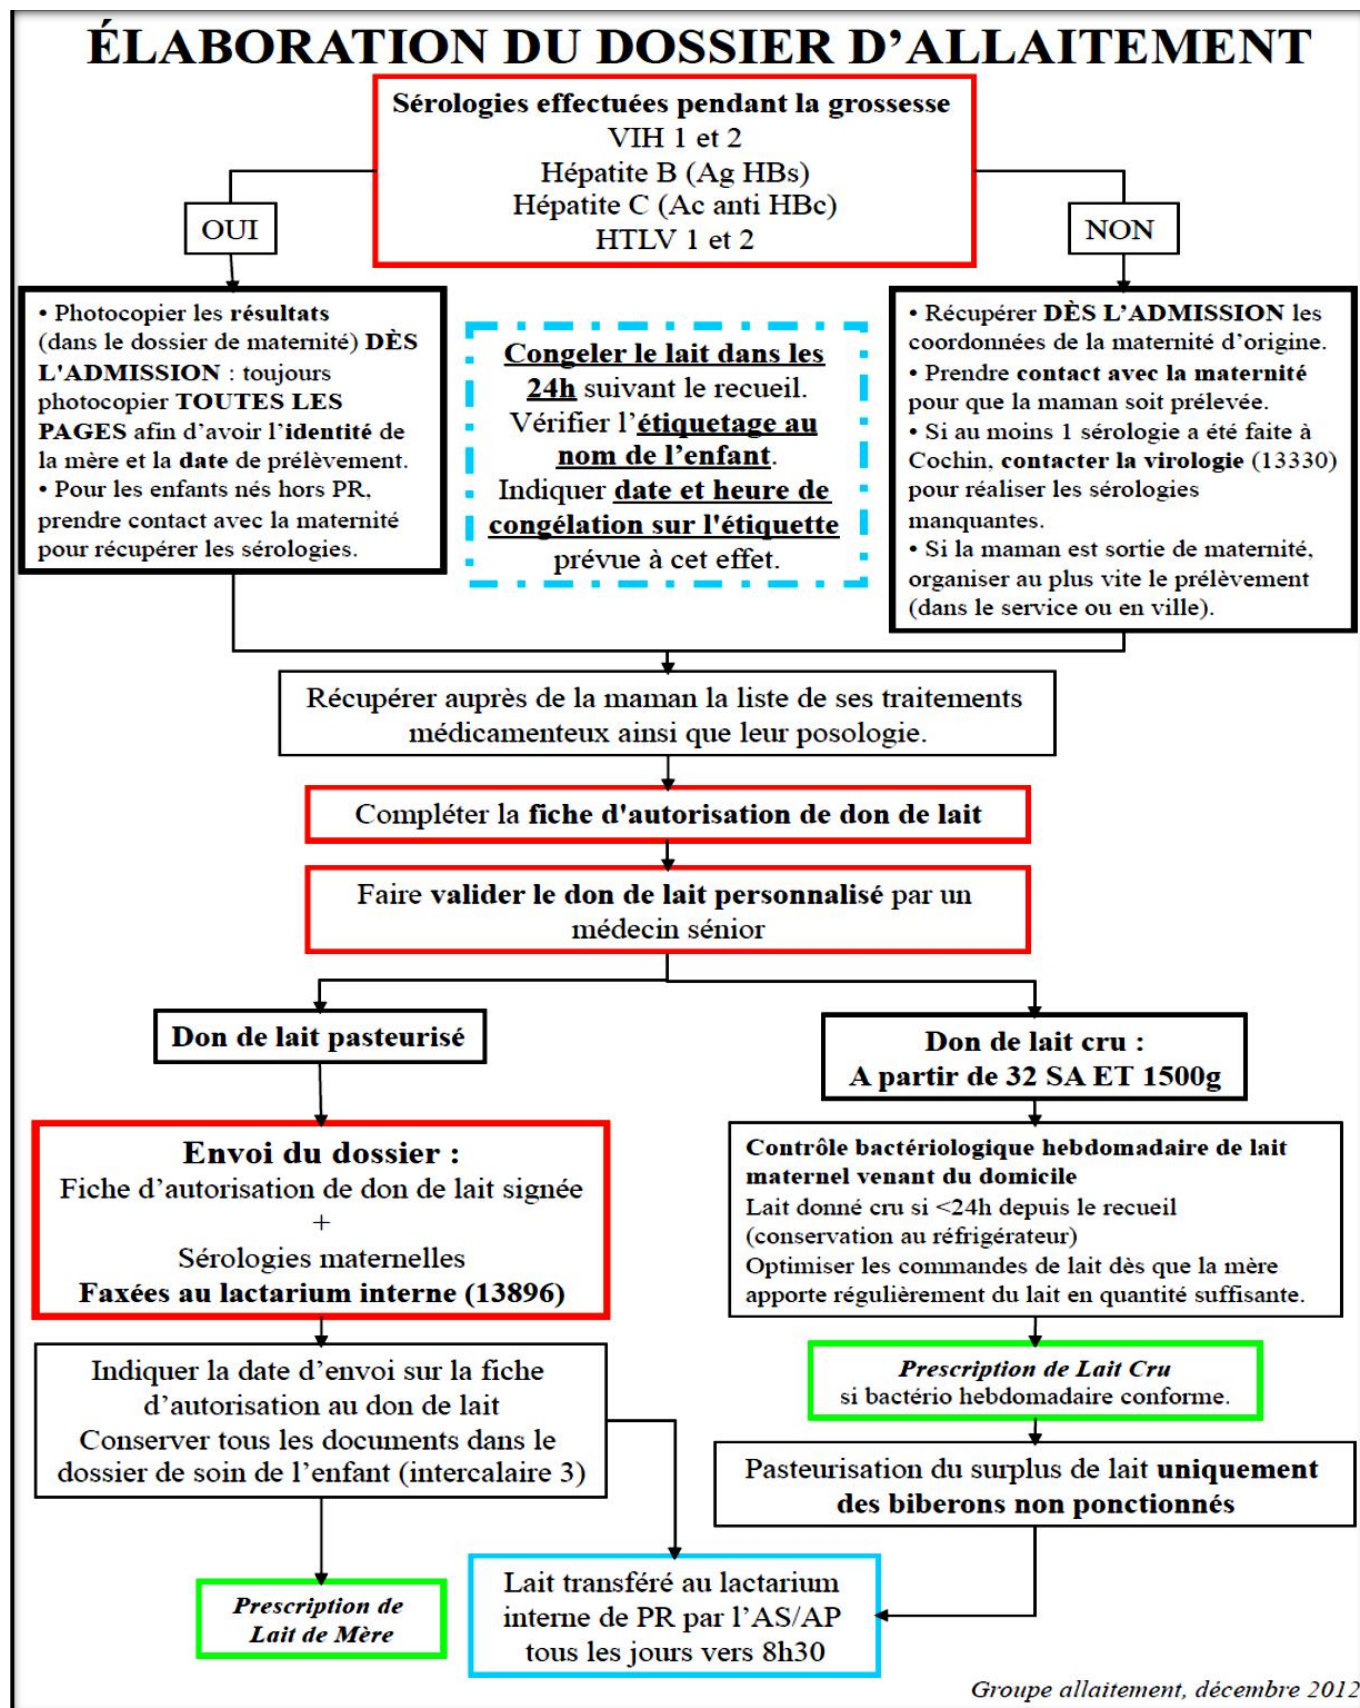 ÉLABORATION DU DOSSIER D’ALLAITEMENT
Sérologies effectuées pendant la grossesse
VIH 1 et 2
Hépatite B (Ag HBs)
Hépatite C (Ac anti HBc)
HTLV 1 et 2
OUI
NON
• Photocopier les résultats
(dans le dossier de maternité) DÈS
L'ADMISSION : toujours
photocopier TOUTES LES
PAGES afin d’avoir l’identité de
la mère et la date de prélèvement.
• Pour les enfants nés hors PR,
prendre contact avec la maternité
pour récupérer les sérologies.
Congeler le lait dans les
24h suivant le recueil.
Vérifier l’étiquetage au
nom de l’enfant.
Indiquer date et heure de
congélation sur l'étiquette
prévue à cet effet.
• Récupérer DÈS L’ADMISSION les
coordonnées de la maternité d’origine.
• Prendre contact avec la maternité
pour que la maman soit prélevée.
• Si au moins 1 sérologie a été faite à
Cochin, contacter la virologie (13330)
pour réaliser les sérologies
manquantes.
• Si la maman est sortie de maternité,
organiser au plus vite le prélèvement
(dans le service ou en ville).
Récupérer auprès de la maman la liste de ses traitements
médicamenteux ainsi que leur posologie.
Compléter la fiche d'autorisation de don de lait
Faire valider le don de lait personnalisé par un
médecin sénior
Don de lait pasteurisé
Don de lait cru :
A partir de 32 SA ET 1500g
Envoi du dossier :
Fiche d’autorisation de don de lait signée
+
Sérologies maternelles
Faxées au lactarium interne (13896)
Contrôle bactériologique hebdomadaire de lait
maternel venant du domicile
Lait donné cru si <24h depuis le recueil
(conservation au réfrigérateur)
Optimiser les commandes de lait dès que la mère
apporte régulièrement du lait en quantité suffisante.
Indiquer la date d’envoi sur la fiche
d’autorisation au don de lait
Conserver tous les documents dans le
dossier de soin de l’enfant (intercalaire 3)
Prescription de Lait Cru
si bactério hebdomadaire conforme.
Pasteurisation du surplus de lait uniquement
des biberons non ponctionnés
Prescription de
Lait de Mère
Lait transféré au lactarium
interne de PR par l’AS/AP
tous les jours vers 8h30
Groupe allaitement, décembre 2012